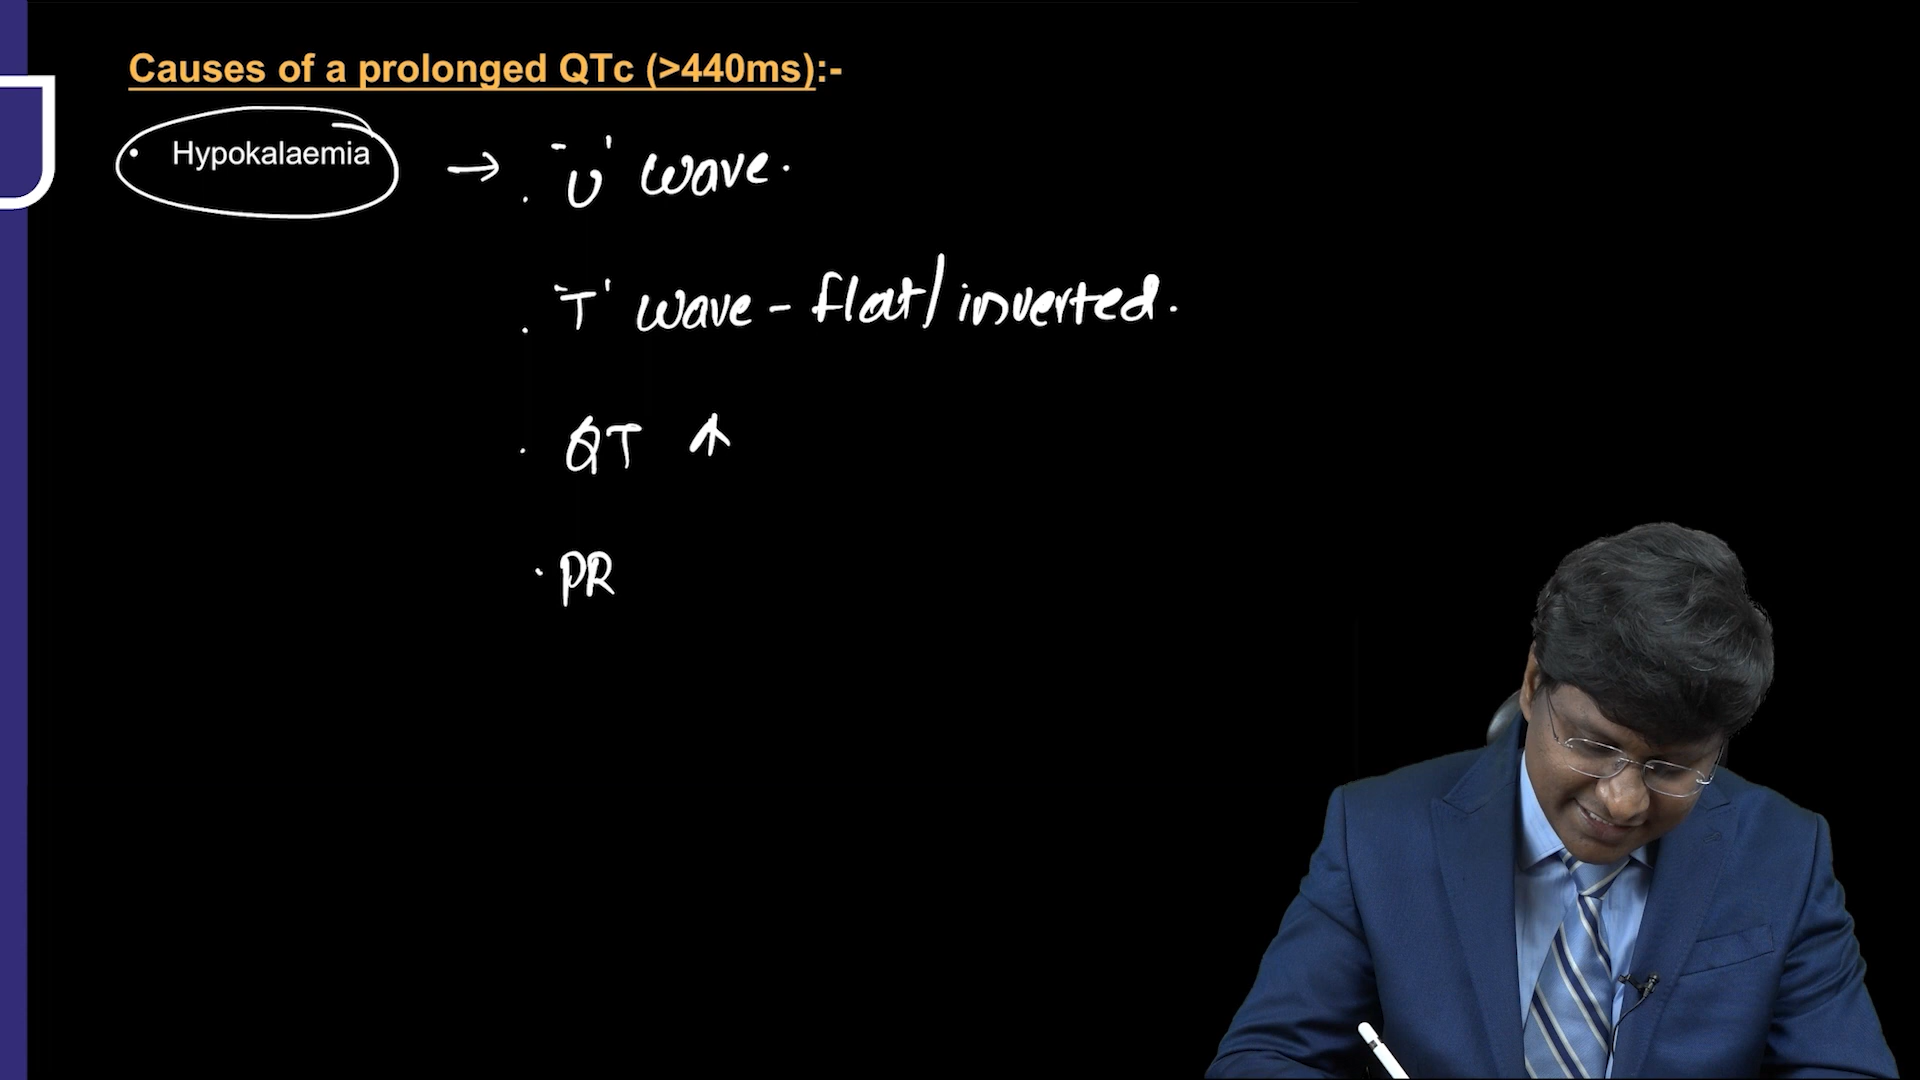 Causes of a prolonged QTc (>440ms):-
• Hypokalaemia → . 'U' wave.
. 'T' wave - flat/inverted.
. QT ↑
. PR